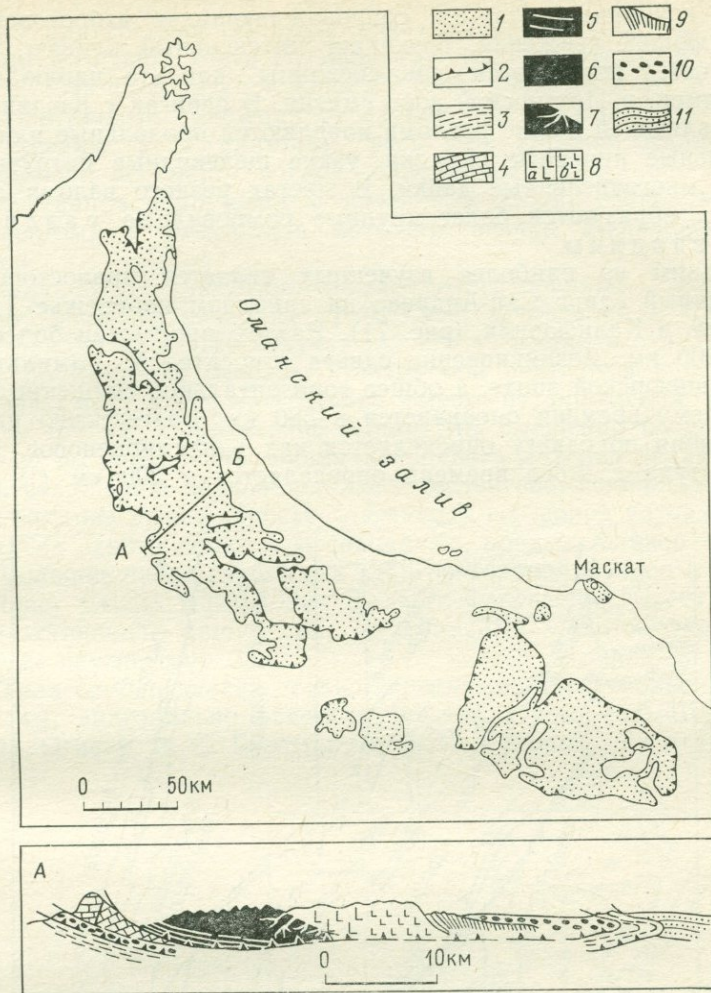 1 5 9
2 6 10
3 7 11
4 а б 8
Оманский залив
Б
А
Маскат
0 50км
А
0 10км